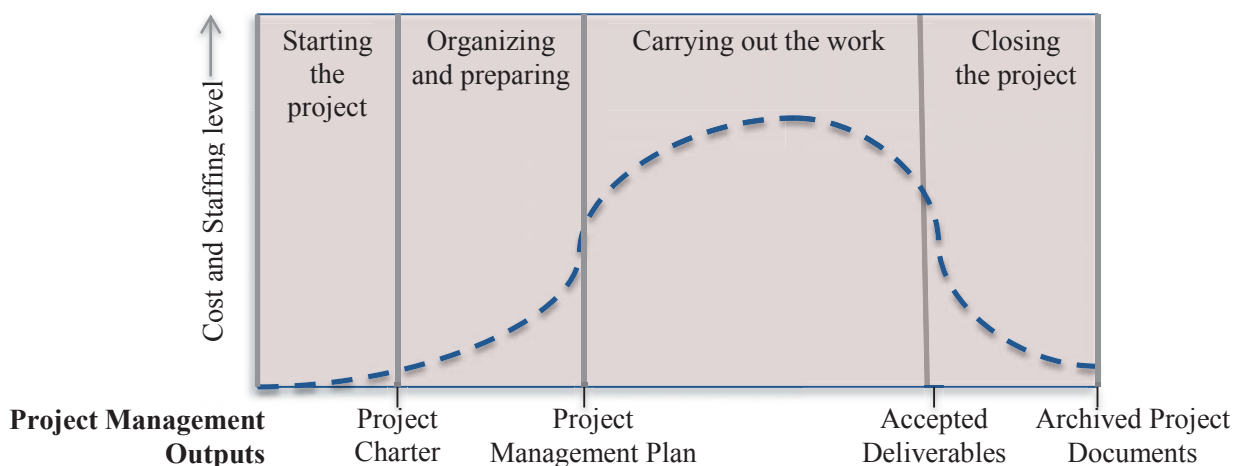 Starting
the
project
Organizing
and preparing
Carrying out the work
Closing
the project
Cost and Staffing level
Project Management
Outputs
Project
Charter
Project
Management Plan
Accepted
Deliverables
Archived Project
Documents